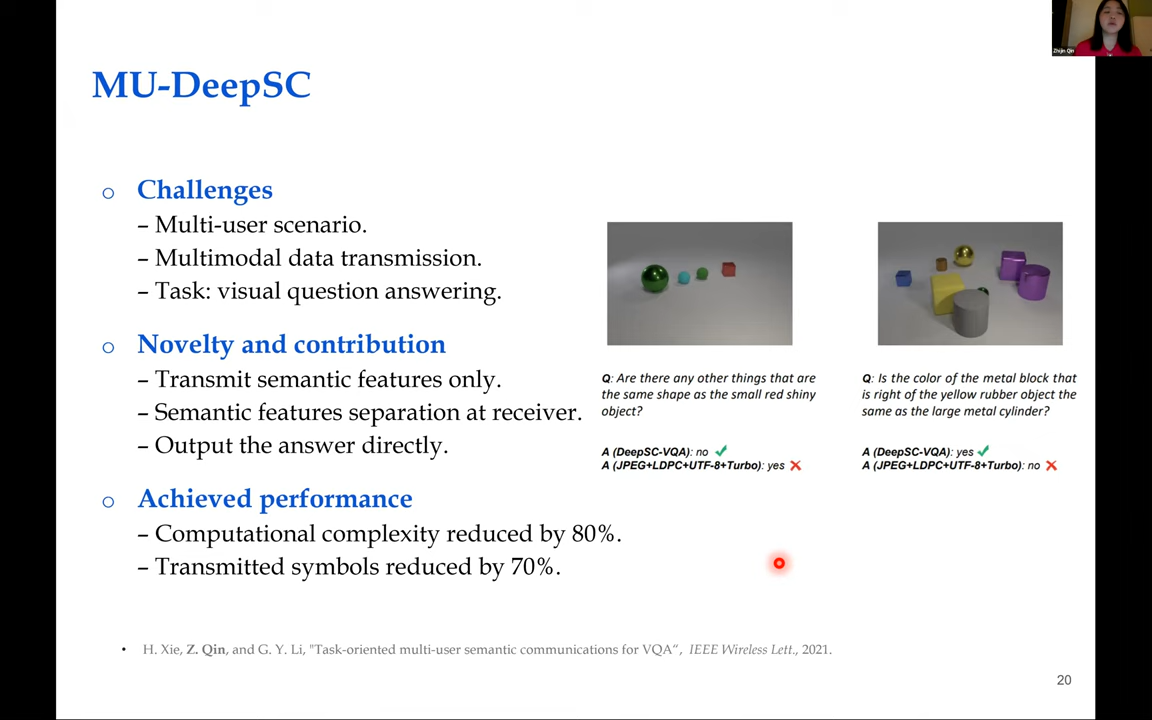 Zhijin Qin
MU-DeepSC
o Challenges
– Multi-user scenario.
– Multimodal data transmission.
– Task: visual question answering.
o Novelty and contribution
– Transmit semantic features only.
– Semantic features separation at receiver.
– Output the answer directly.
o Achieved performance
– Computational complexity reduced by 80%.
– Transmitted symbols reduced by 70%.
Q: Are there any other things that are
the same shape as the small red shiny
object?
A (DeepSC-VQA): no ✓
A (JPEG+LDPC+UTF-8+Turbo): yes ✗
Q: Is the color of the metal block that
is right of the yellow rubber object the
same as the large metal cylinder?
A (DeepSC-VQA): yes ✓
A (JPEG+LDPC+UTF-8+Turbo): no ✗
• H. Xie, Z. Qin, and G. Y. Li, "Task-oriented multi-user semantic communications for VQA“, IEEE Wireless Lett., 2021.
20